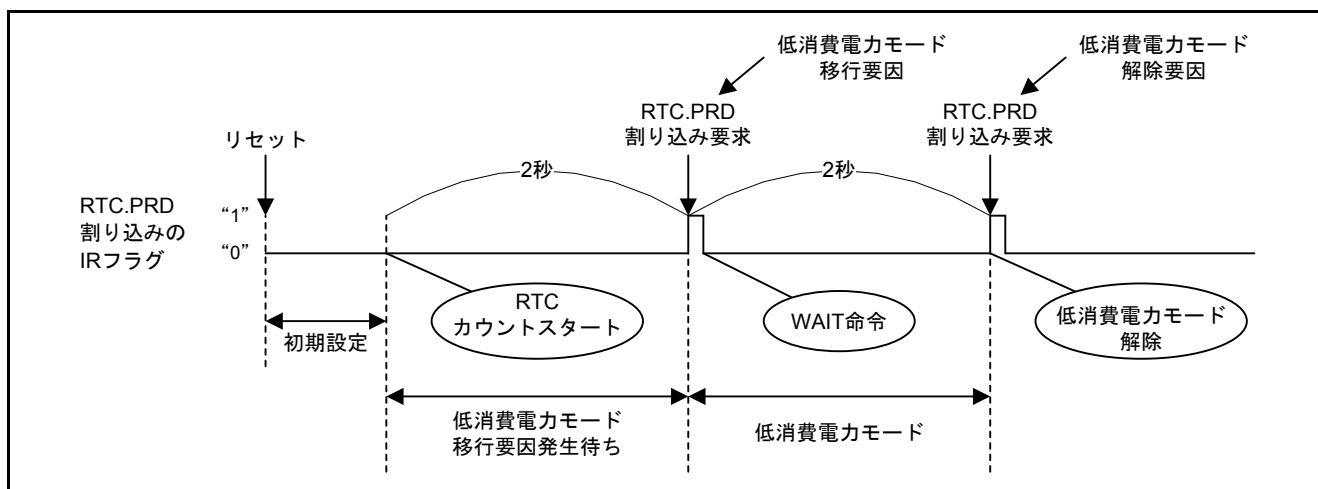 低消費電力モード
移行要因
低消費電力モード
解除要因
RTC.PRD
割り込み要求
RTC.PRD
割り込み要求
リセット
2秒
2秒
RTC.PRD
割り込みの
IRフラグ
“1”
“0”
初期設定
RTC
カウントスタート
WAIT命令
低消費電力モード
解除
低消費電力モード
移行要因発生待ち
低消費電力モード